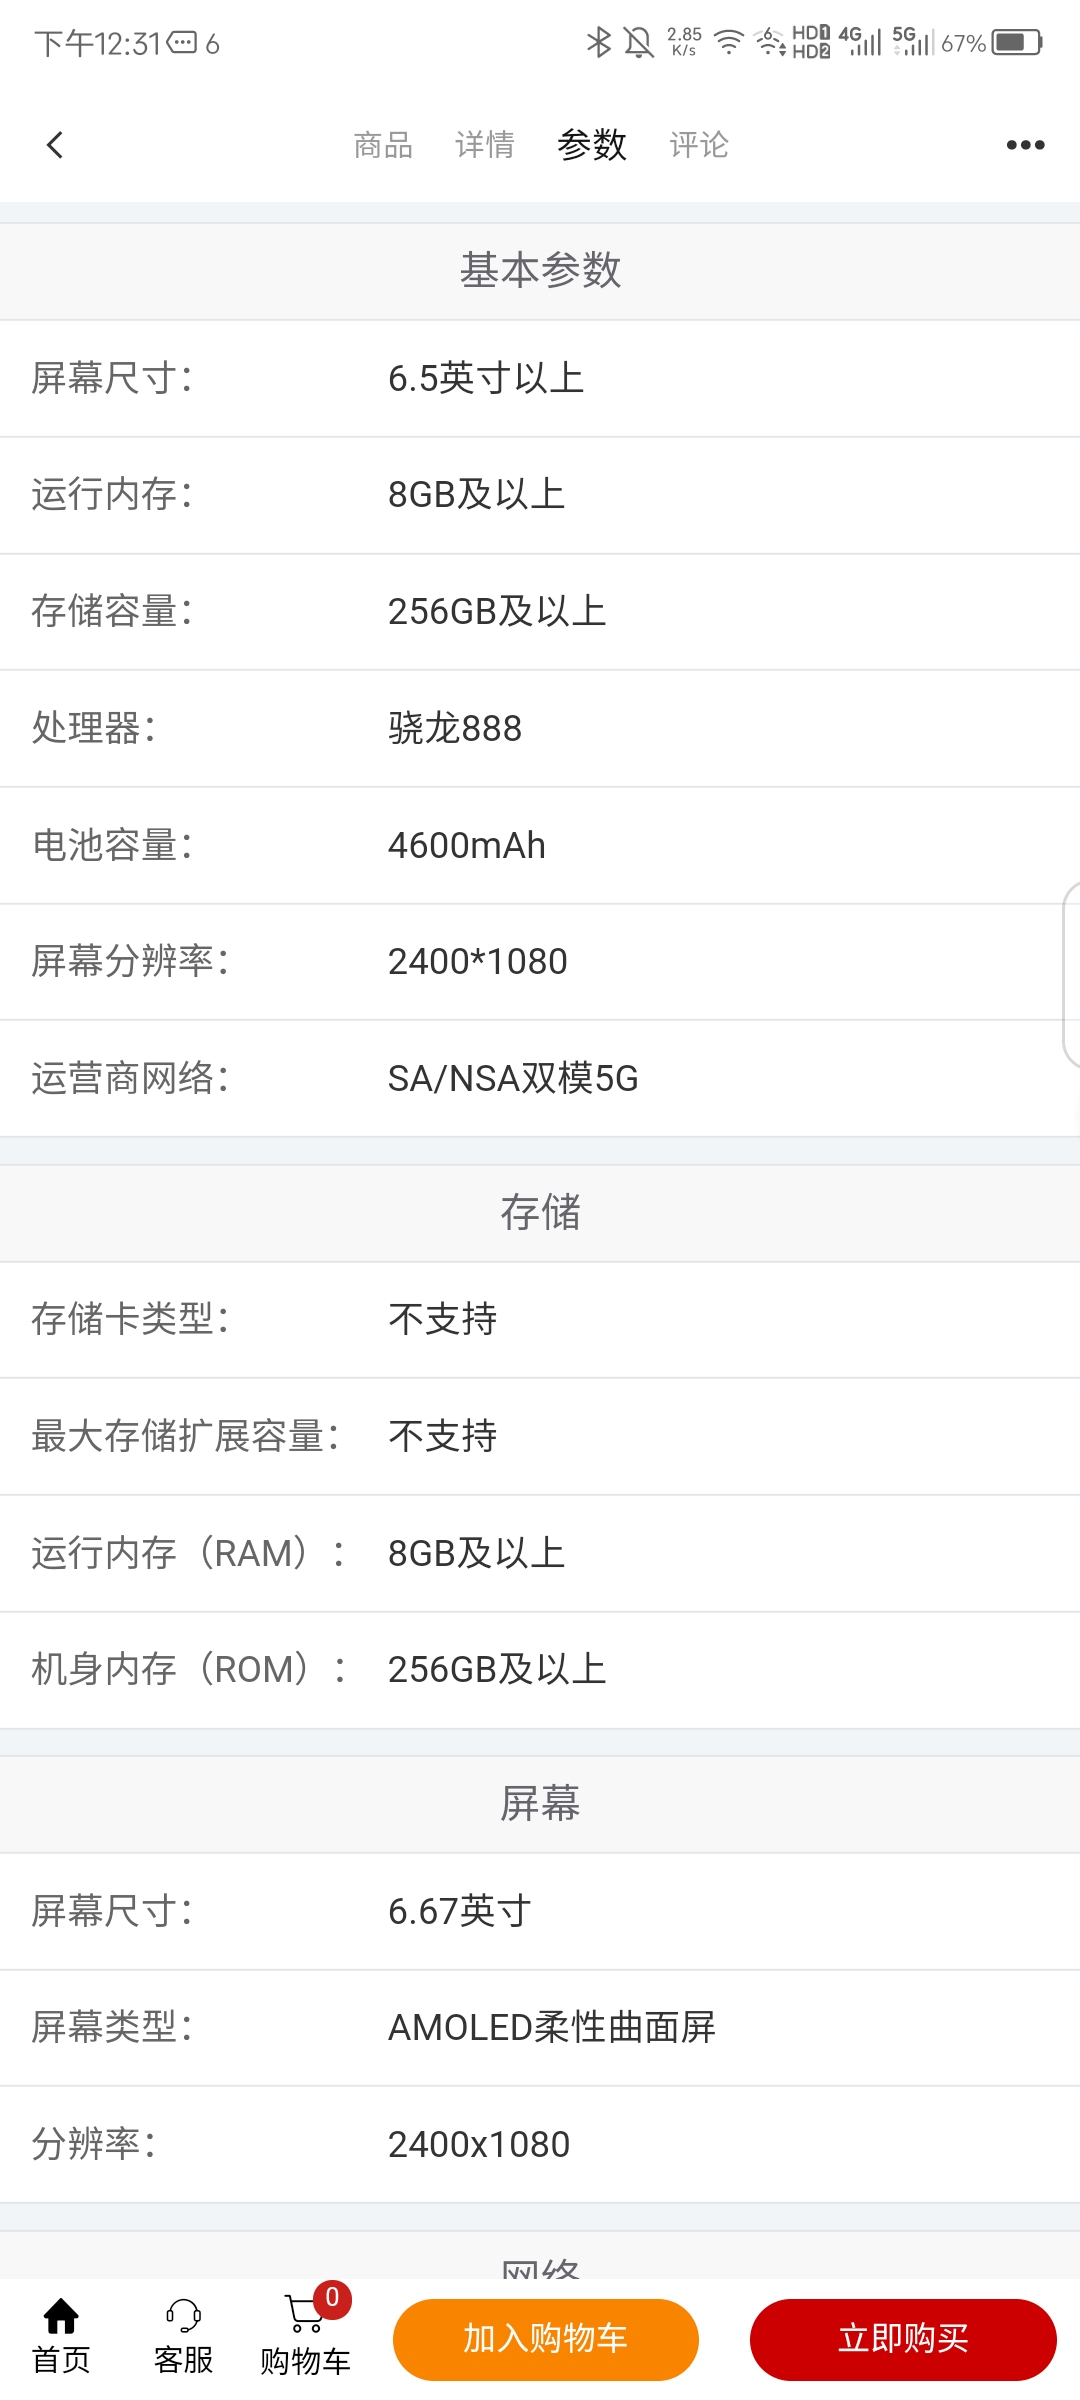 下午12:31 6 2.85 K/s 6 HD1 HD2 4G 5G 67%
商品 详情 参数 评论
基本参数
屏幕尺寸： 6.5英寸以上
运行内存： 8GB及以上
存储容量： 256GB及以上
处理器： 骁龙888
电池容量： 4600mAh
屏幕分辨率： 2400*1080
运营商网络： SA/NSA双模5G
存储
存储卡类型： 不支持
最大存储扩展容量： 不支持
运行内存（RAM）： 8GB及以上
机身内存（ROM）： 256GB及以上
屏幕
屏幕尺寸： 6.67英寸
屏幕类型： AMOLED柔性曲面屏
分辨率： 2400x1080
网络
首页 客服 购物车 0 加入购物车 立即购买